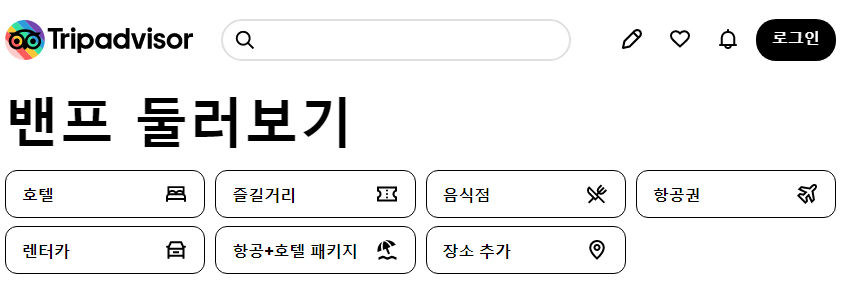 Tripadvisor
로그인
밴프 둘러보기
호텔
즐길거리
음식점
항공권
렌터카
항공+호텔 패키지
장소 추가